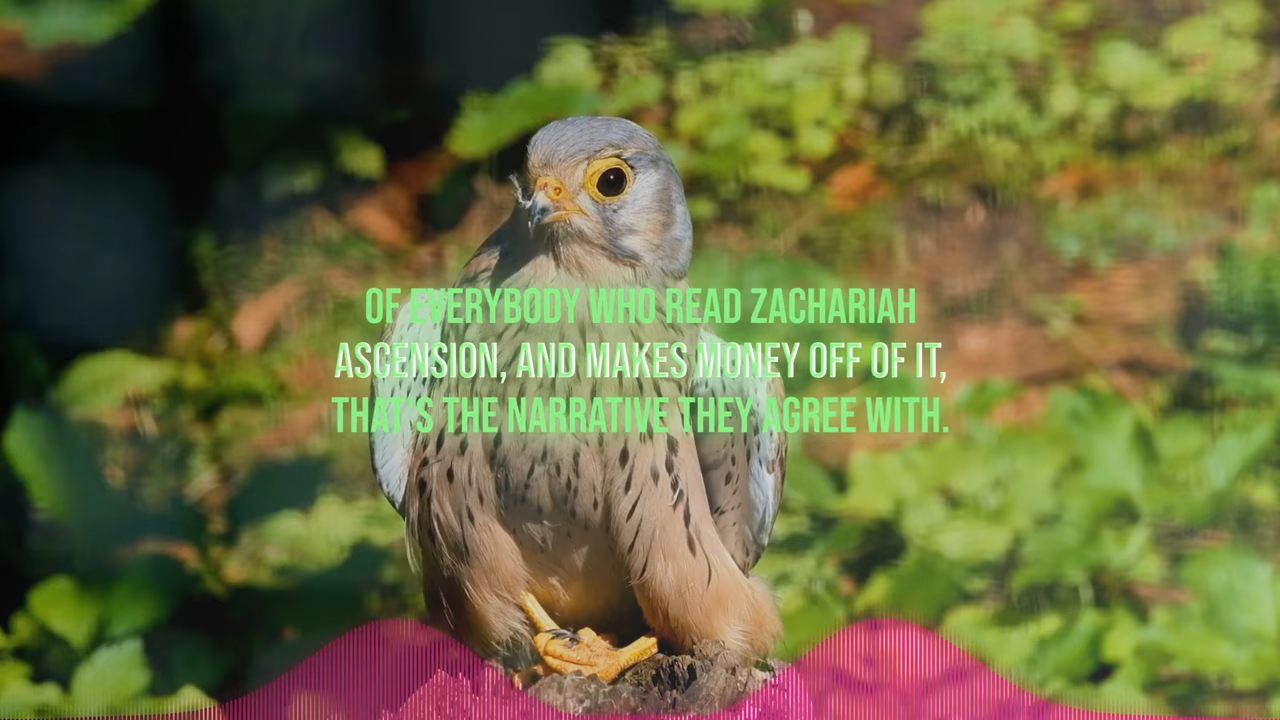 OF EVERYBODY WHO READ ZACHARIAH
ASCENSION, AND MAKES MONEY OFF OF IT,
THAT'S THE NARRATIVE THEY AGREE WITH.